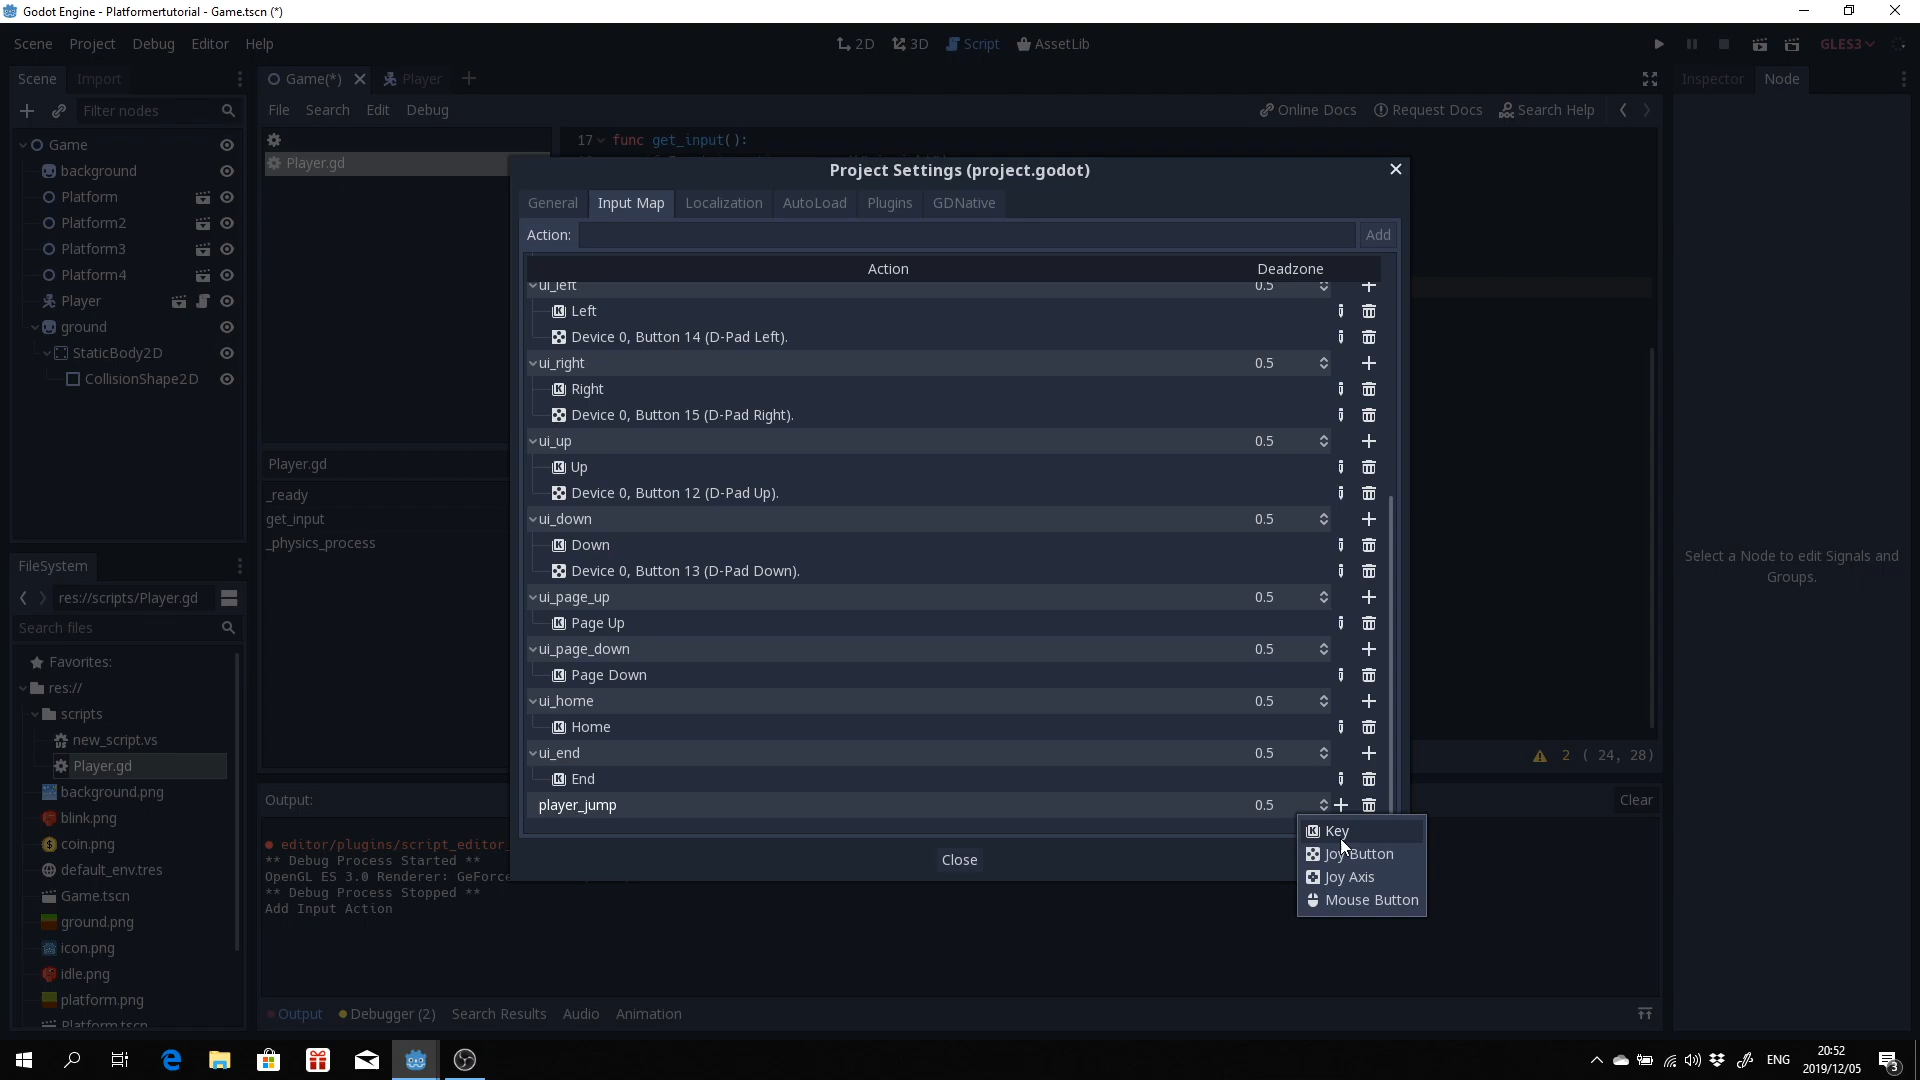 Godot Engine - Platformertutorial - Game.tscn (*)
Scene Project Debug Editor Help
2D 3D Script AssetLib
GLES3
Scene Import
Game(*) Player
Inspector Node
Filter nodes
File Search Edit Debug
Online Docs Request Docs Search Help
Game
background
Platform
Platform2
Platform3
Platform4
Player
ground
StaticBody2D
CollisionShape2D
Player.gd
17 func get_input():
Project Settings (project.godot)
General Input Map Localization AutoLoad Plugins GDNative
Action: Add
Action Deadzone
ui_left 0.5
Left
Device 0, Button 14 (D-Pad Left).
ui_right 0.5
Right
Device 0, Button 15 (D-Pad Right).
ui_up 0.5
Up
Device 0, Button 12 (D-Pad Up).
ui_down 0.5
Down
Device 0, Button 13 (D-Pad Down).
ui_page_up 0.5
Page Up
ui_page_down 0.5
Page Down
ui_home 0.5
Home
ui_end 0.5
End
player_jump 0.5
Key
Joy Button
Joy Axis
Mouse Button
Close
Player.gd
_ready
get_input
_physics_process
Select a Node to edit Signals and
Groups.
2 ( 24, 28)
FileSystem
res://scripts/Player.gd
Search files
Favorites:
res://
scripts
new_script.vs
Player.gd
background.png
blink.png
coin.png
default_env.tres
Game.tscn
ground.png
icon.png
idle.png
platform.png
Platform.tscn
Output: Clear
editor/plugins/script_editor_
** Debug Process Started **
OpenGL ES 3.0 Renderer: GeForce
** Debug Process Stopped **
Add Input Action
Output Debugger (2) Search Results Audio Animation
ENG
20:52
2019/12/05
3